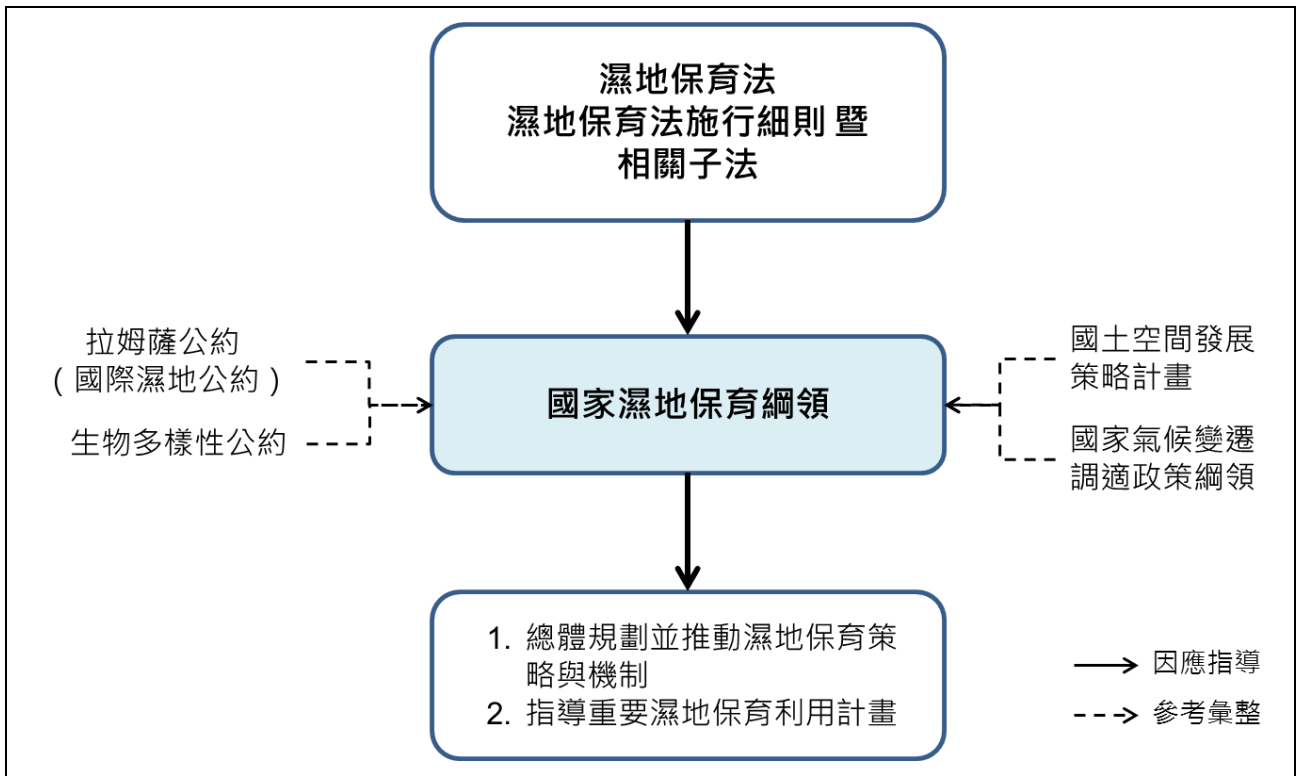 濕地保育法
濕地保育法施行細則 暨
相關子法
拉姆薩公約
（國際濕地公約）
生物多樣性公約
國家濕地保育綱領
國土空間發展
策略計畫
國家氣候變遷
調適政策綱領
1. 總體規劃並推動濕地保育策
略與機制
2. 指導重要濕地保育利用計畫
因應指導
參考彙整